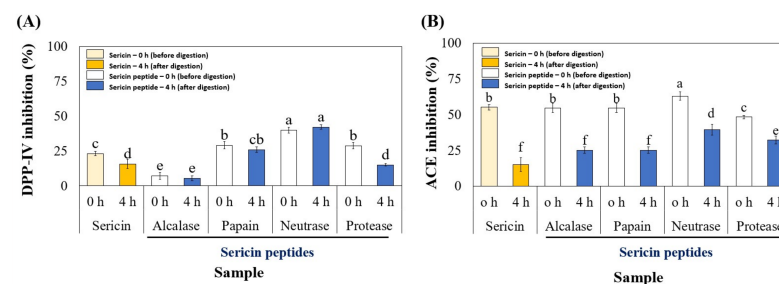 (A)
DPP-IV inhibition (%)
100
75
50
25
0
Sericin – 0 h (before digestion)
Sericin – 4 h (after digestion)
Sericin peptide – 0 h (before digestion)
Sericin peptide – 4 h (after digestion)
c d e e b cb a a b d
0 h 4 h 0 h 4 h 0 h 4 h 0 h 4 h 0 h 4 h
Sericin Alcalase Papain Neutrase Protease
Sericin peptides
Sample
(B)
ACE inhibition (%)
100
75
50
25
0
Sericin – 0 h (before digestion)
Sericin – 4 h (after digestion)
Sericin peptide – 0 h (before digestion)
Sericin peptide – 4 h (after digestion)
b f b f b f a d c e
o h 4 h o h 4 h o h 4 h o h 4 h o h 4 h
Sericin Alcalase Papain Neutrase Protease
Sericin peptides
Sample